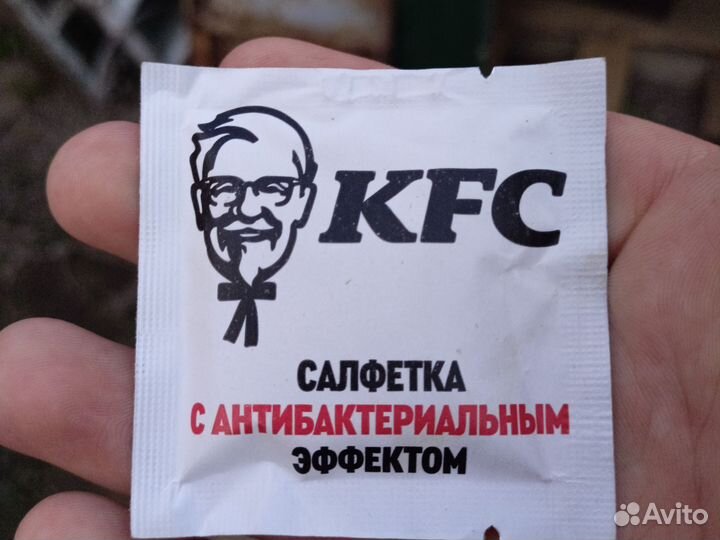 KFC
САЛФЕТКА
С АНТИБАКТЕРИАЛЬНЫМ
ЭФФЕКТОМ
Avito